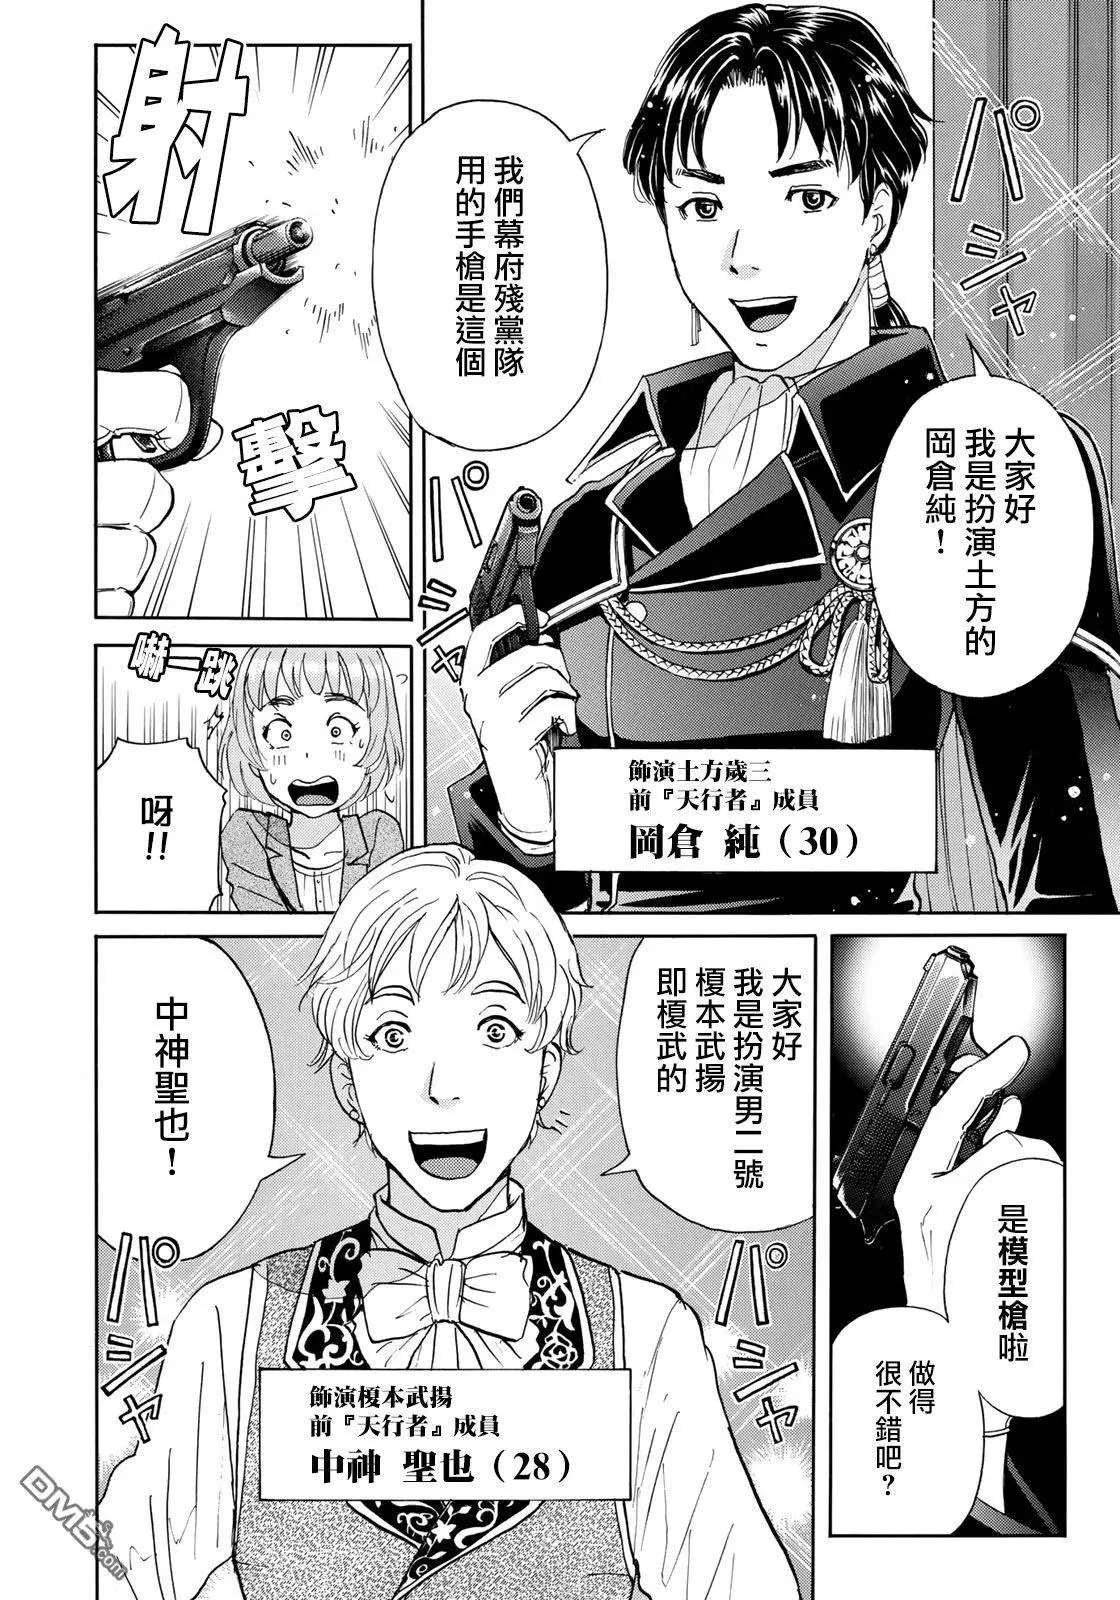 大家好
我是扮演土方的
岡倉純！
パ
シャ
我們幕府殘黨隊
用的手槍是這個
パ
シャ
飾演土方歲三
前『天行者』成員
岡倉 純（30）
射
擊
嚇一跳
呀!!
是模型槍啦
做得
很不錯吧？
大家好
我是扮演男二號
榎本武揚
即榎武的
中神聖也！
パ
シャ
パ
シャ
飾演榎本武揚
前『天行者』成員
中神 聖也（28）
DM5.com